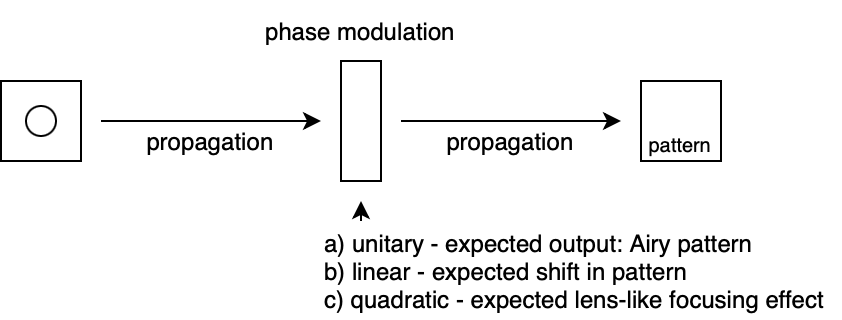 phase modulation
propagation
propagation
pattern
a) unitary - expected output: Airy pattern
b) linear - expected shift in pattern
c) quadratic - expected lens-like focusing effect